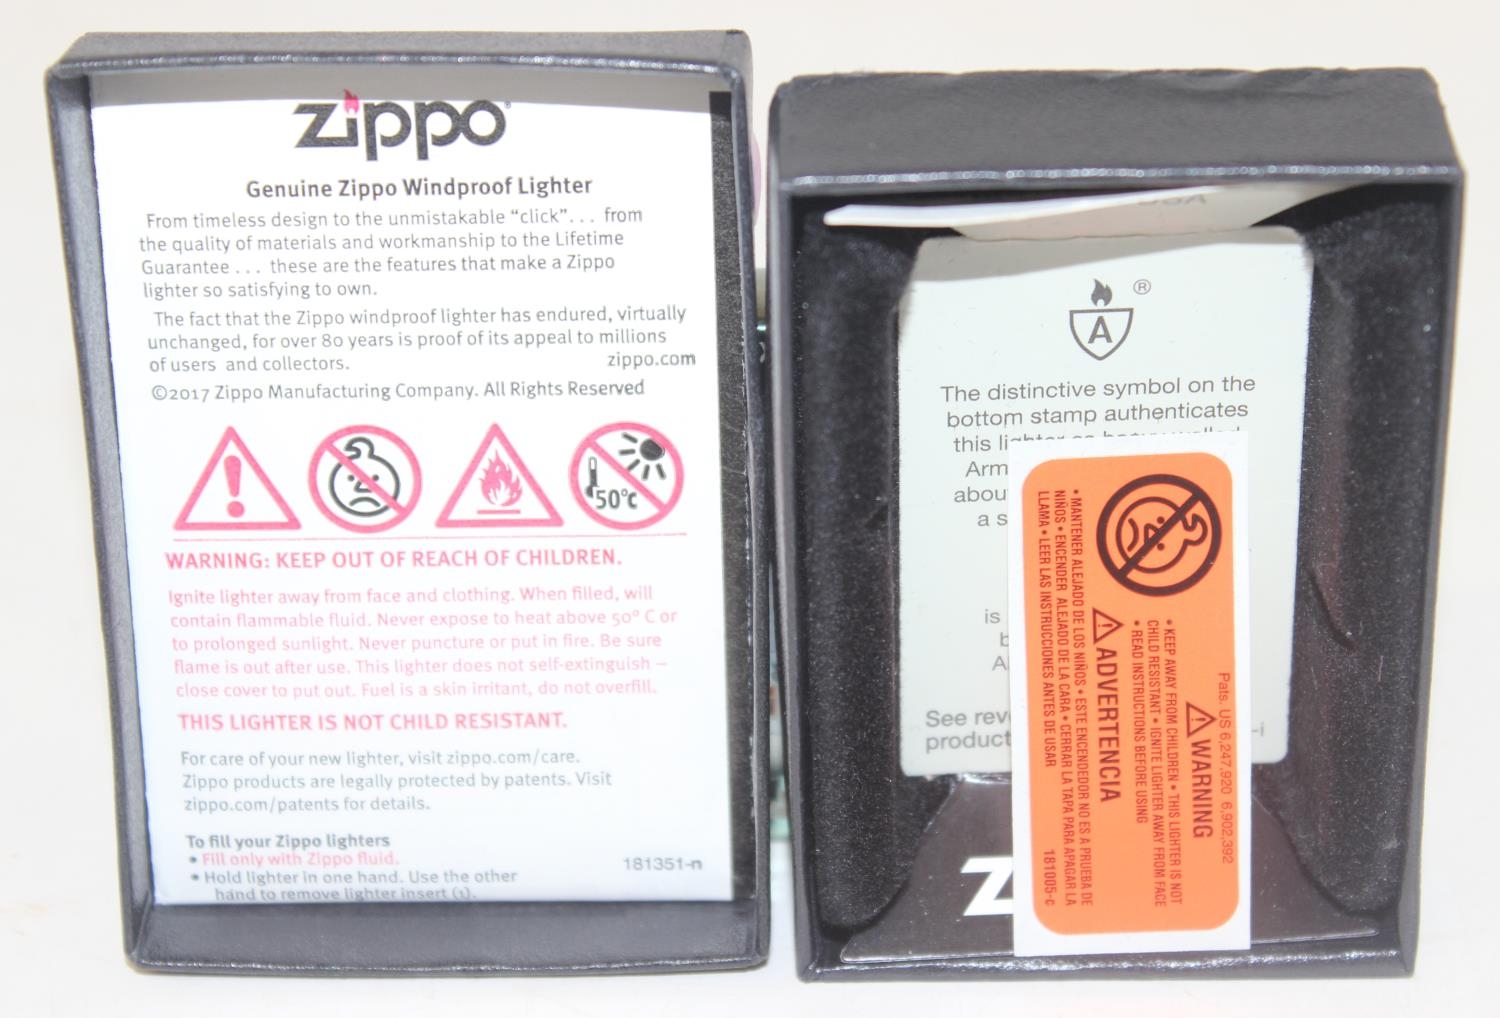 zippo®
Genuine Zippo Windproof Lighter
From timeless design to the unmistakable “click”... from
the quality of materials and workmanship to the Lifetime
Guarantee ... these are the features that make a Zippo
lighter so satisfying to own.
The fact that the Zippo windproof lighter has endured, virtually
unchanged, for over 80 years is proof of its appeal to millions
of users and collectors. zippo.com
©2017 Zippo Manufacturing Company. All Rights Reserved
50°C
WARNING: KEEP OUT OF REACH OF CHILDREN.
Ignite lighter away from face and clothing. When filled, will
contain flammable fluid. Never expose to heat above 50° C or
to prolonged sunlight. Never puncture or put in fire. Be sure
flame is out after use. This lighter does not self-extinguish –
close cover to put out. Fuel is a skin irritant, do not overfill.
THIS LIGHTER IS NOT CHILD RESISTANT.
For care of your new lighter, visit zippo.com/care.
Zippo products are legally protected by patents. Visit
zippo.com/patents for details.
To fill your Zippo lighters
• Fill only with Zippo fluid.
• Hold lighter in one hand. Use the other
hand to remove lighter insert (1).
181351-n
USA
A ®
The distinctive symbol on the
bottom stamp authenticates
this lighter as heavy walled
Arm
abou
a s
is
b
A
See rev
product
-i
Z
Pats. US 6,247,920 6,902,392
⚠ WARNING
• KEEP AWAY FROM CHILDREN • THIS LIGHTER IS NOT
CHILD RESISTANT • IGNITE LIGHTER AWAY FROM FACE
• READ INSTRUCTIONS BEFORE USING
⚠ ADVERTENCIA
• MANTENER ALEJADO DE LOS NIÑOS • ESTE ENCENDEDOR NO ES A PRUEBA DE
NIÑOS • ENCENDER ALEJADO DE LA CARA • CERRAR LA TAPA PARA APAGAR LA
LLAMA • LEER LAS INSTRUCCIONES ANTES DE USAR
181005-c